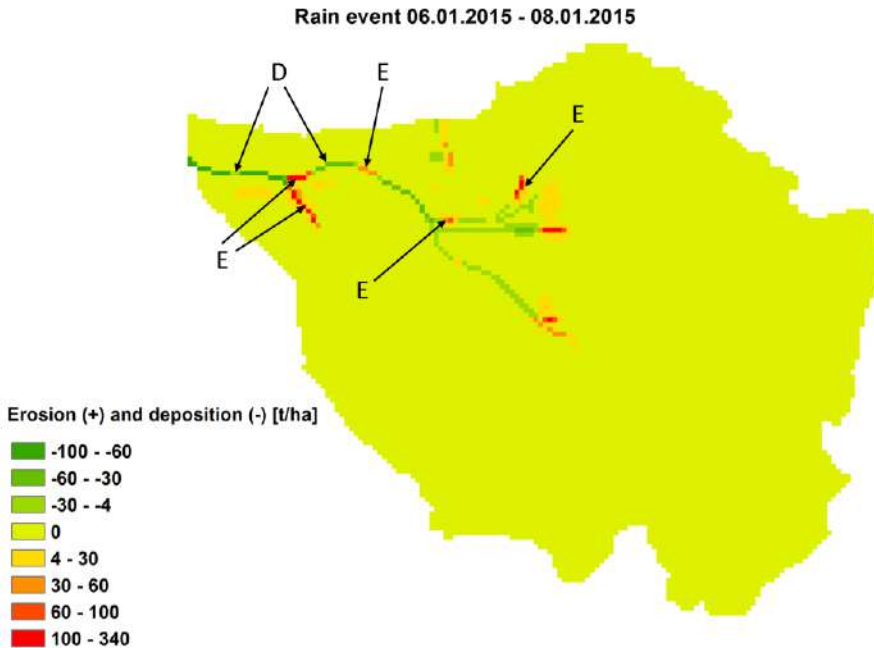 Rain event 06.01.2015 - 08.01.2015
D
E
E
E
E
Erosion (+) and deposition (-) [t/ha]
-100 - -60
-60 - -30
-30 - -4
0
4 - 30
30 - 60
60 - 100
100 - 340